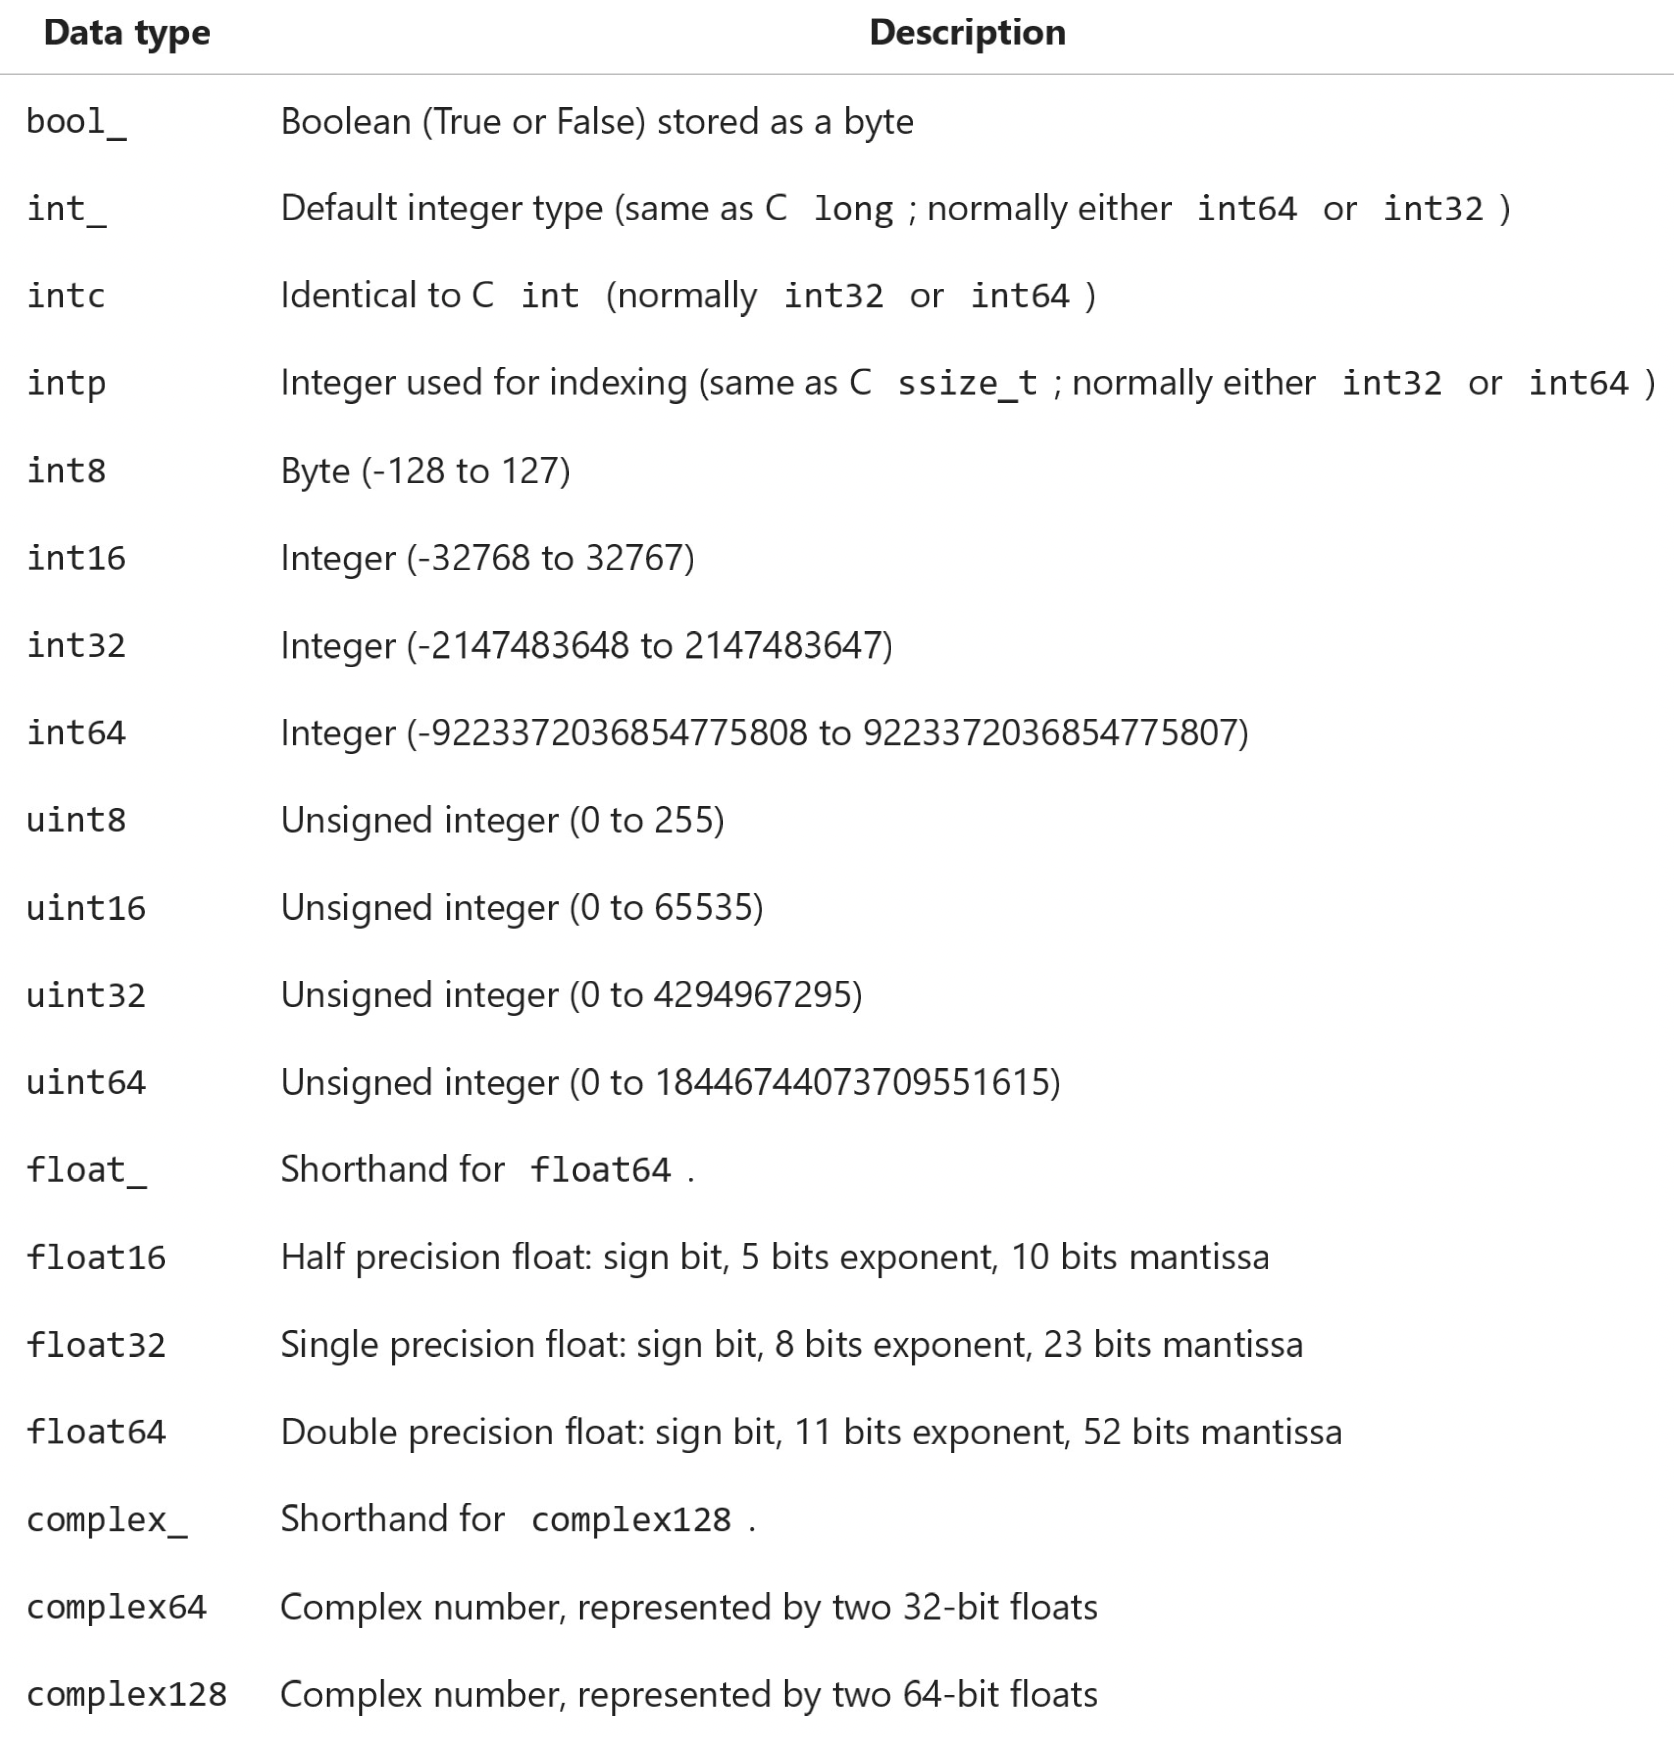 Data type Description
bool_ Boolean (True or False) stored as a byte
int_ Default integer type (same as C long ; normally either int64 or int32 )
intc Identical to C int (normally int32 or int64 )
intp Integer used for indexing (same as C ssize_t ; normally either int32 or int64 )
int8 Byte (-128 to 127)
int16 Integer (-32768 to 32767)
int32 Integer (-2147483648 to 2147483647)
int64 Integer (-9223372036854775808 to 9223372036854775807)
uint8 Unsigned integer (0 to 255)
uint16 Unsigned integer (0 to 65535)
uint32 Unsigned integer (0 to 4294967295)
uint64 Unsigned integer (0 to 18446744073709551615)
float_ Shorthand for float64 .
float16 Half precision float: sign bit, 5 bits exponent, 10 bits mantissa
float32 Single precision float: sign bit, 8 bits exponent, 23 bits mantissa
float64 Double precision float: sign bit, 11 bits exponent, 52 bits mantissa
complex_ Shorthand for complex128 .
complex64 Complex number, represented by two 32-bit floats
complex128 Complex number, represented by two 64-bit floats